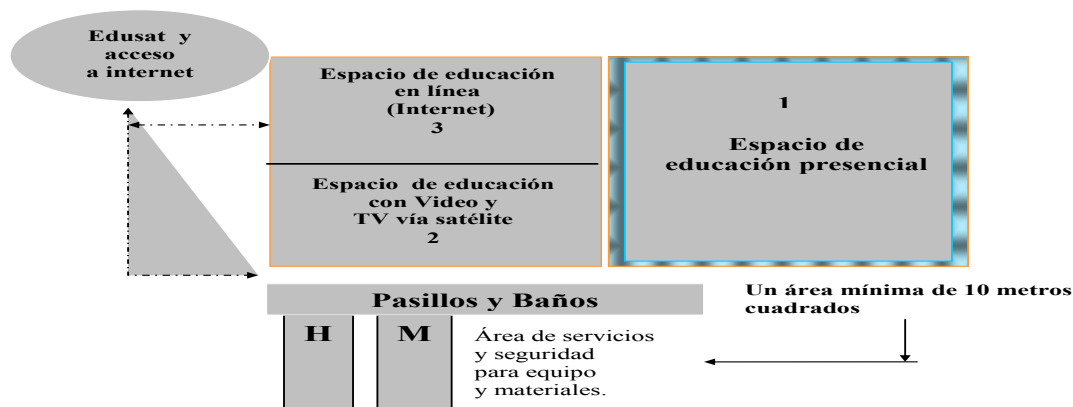 Edusat y
acceso
a internet
Espacio de educación
en línea
(Internet)
3
Espacio de educación
con Video y
TV vía satélite
2
1
Espacio de
educación presencial
Pasillos y Baños
Un área mínima de 10 metros
cuadrados
H
M
Área de servicios
y seguridad
para equipo
y materiales.